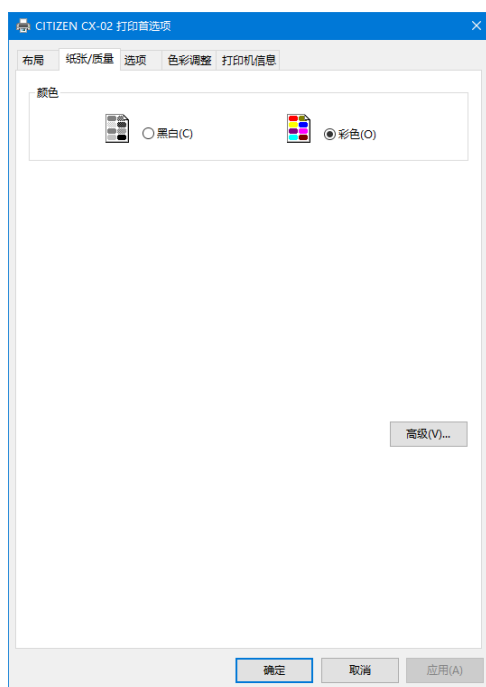 CITIZEN CX-02 打印首选项
布局 纸张/质量 选项 色彩调整 打印机信息
颜色
黑白(C) 彩色(O)
高级(V)...
确定 取消 应用(A)